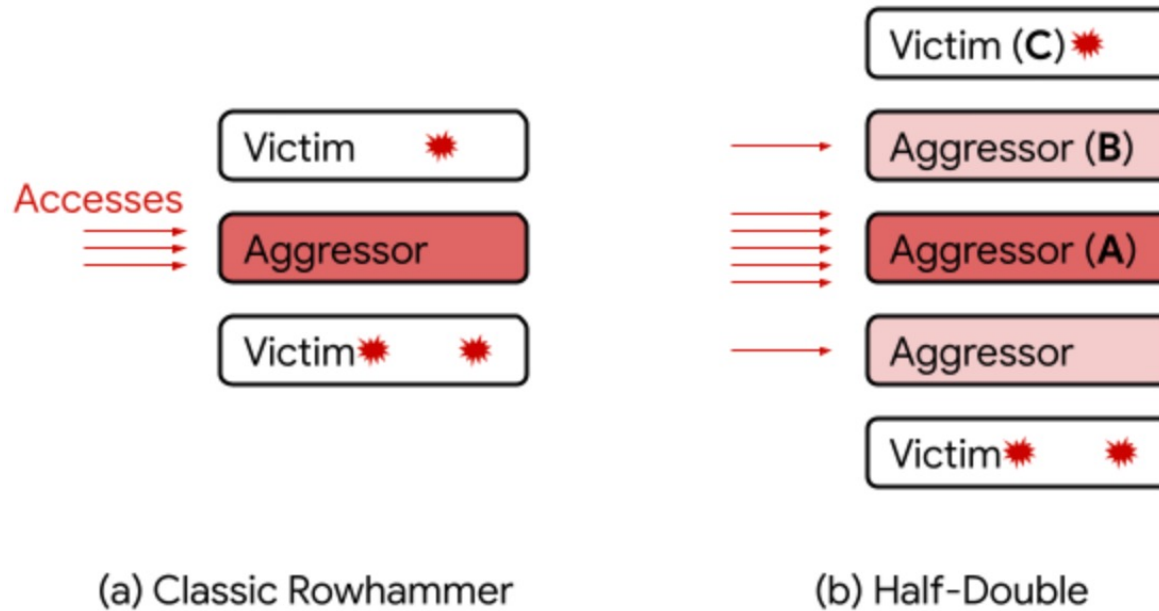 Victim
Accesses
Aggressor
Victim
(a) Classic Rowhammer
Victim (C)
Aggressor (B)
Aggressor (A)
Aggressor
Victim
(b) Half-Double